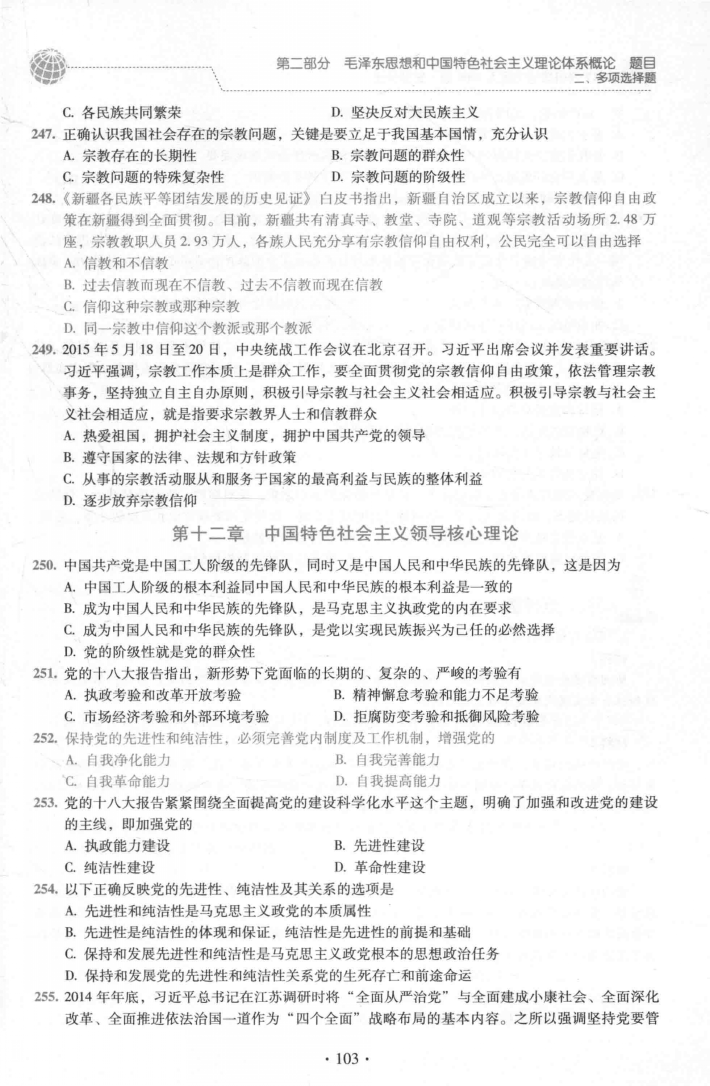 第二部分 毛泽东思想和中国特色社会主义理论体系概论 题目
二、多项选择题
C. 各民族共同繁荣 D. 坚决反对大民族主义
247. 正确认识我国社会存在的宗教问题，关键是要立足于我国基本国情，充分认识
A. 宗教存在的长期性 B. 宗教问题的群众性
C. 宗教问题的特殊复杂性 D. 宗教问题的阶级性
248.《新疆各民族平等团结发展的历史见证》白皮书指出，新疆自治区成立以来，宗教信仰自由政
策在新疆得到全面贯彻。目前，新疆共有清真寺、教堂、寺院、道观等宗教活动场所 2.48 万
座，宗教教职人员 2.93 万人，各族人民充分享有宗教信仰自由权利，公民完全可以自由选择
A. 信教和不信教
B. 过去信教而现在不信教、过去不信教而现在信教
C. 信仰这种宗教或那种宗教
D. 同一宗教中信仰这个教派或那个教派
249. 2015 年 5 月 18 日至 20 日，中央统战工作会议在北京召开。习近平出席会议并发表重要讲话。
习近平强调，宗教工作本质上是群众工作，要全面贯彻党的宗教信仰自由政策，依法管理宗教
事务，坚持独立自主自办原则，积极引导宗教与社会主义社会相适应。积极引导宗教与社会主
义社会相适应，就是指要求宗教界人士和信教群众
A. 热爱祖国，拥护社会主义制度，拥护中国共产党的领导
B. 遵守国家的法律、法规和方针政策
C. 从事的宗教活动服从和服务于国家的最高利益与民族的整体利益
D. 逐步放弃宗教信仰
第十二章 中国特色社会主义领导核心理论
250. 中国共产党是中国工人阶级的先锋队，同时又是中国人民和中华民族的先锋队，这是因为
A. 中国工人阶级的根本利益同中国人民和中华民族的根本利益是一致的
B. 成为中国人民和中华民族的先锋队，是马克思主义执政党的内在要求
C. 成为中国人民和中华民族的先锋队，是党以实现民族振兴为己任的必然选择
D. 党的阶级性就是党的群众性
251. 党的十八大报告指出，新形势下党面临的长期的、复杂的、严峻的考验有
A. 执政考验和改革开放考验 B. 精神懈怠考验和能力不足考验
C. 市场经济考验和外部环境考验 D. 拒腐防变考验和抵御风险考验
252. 保持党的先进性和纯洁性，必须完善党内制度及工作机制，增强党的
A. 自我净化能力 B. 自我完善能力
C. 自我革命能力 D. 自我提高能力
253. 党的十八大报告紧紧围绕全面提高党的建设科学化水平这个主题，明确了加强和改进党的建设
的主线，即加强党的
A. 执政能力建设 B. 先进性建设
C. 纯洁性建设 D. 革命性建设
254. 以下正确反映党的先进性、纯洁性及其关系的选项是
A. 先进性和纯洁性是马克思主义政党的本质属性
B. 先进性是纯洁性的体现和保证，纯洁性是先进性的前提和基础
C. 保持和发展先进性和纯洁性是马克思主义政党根本的思想政治任务
D. 保持和发展党的先进性和纯洁性关系党的生死存亡和前途命运
255. 2014 年年底，习近平总书记在江苏调研时将“全面从严治党”与全面建成小康社会、全面深化
改革、全面推进依法治国一道作为“四个全面”战略布局的基本内容。之所以强调坚持党要管
· 103 ·